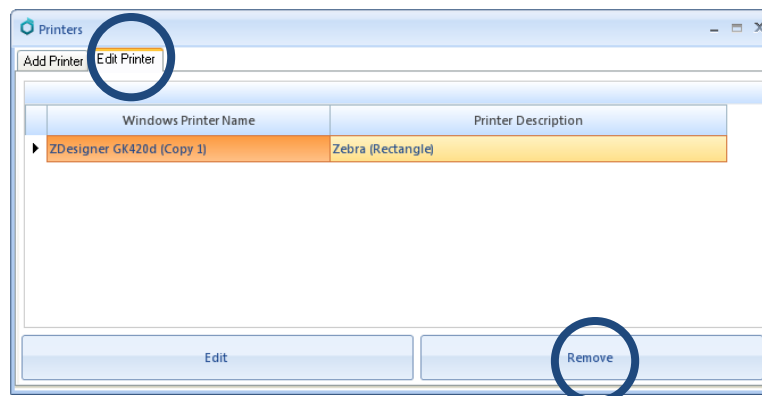 Printers
Add Printer Edit Printer
Windows Printer Name Printer Description
ZDesigner GK420d (Copy 1) Zebra (Rectangle)
Edit Remove